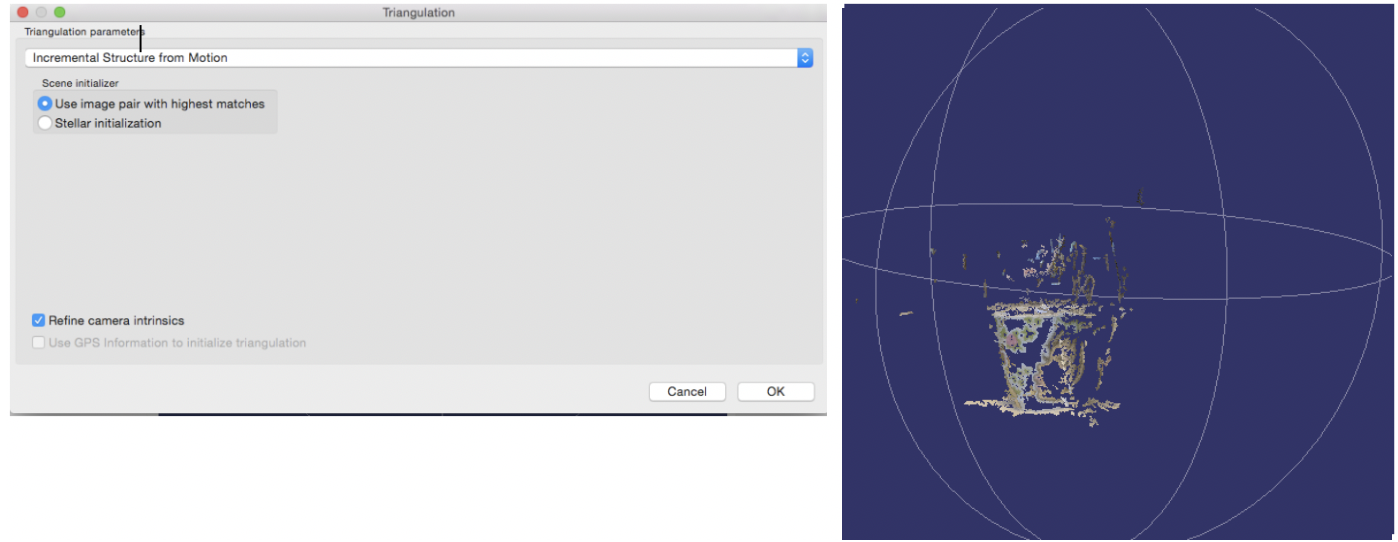 Triangulation
Triangulation parameters
Incremental Structure from Motion
Scene initializer
Use image pair with highest matches
Stellar initialization
Refine camera intrinsics
Use GPS Information to initialize triangulation
Cancel OK